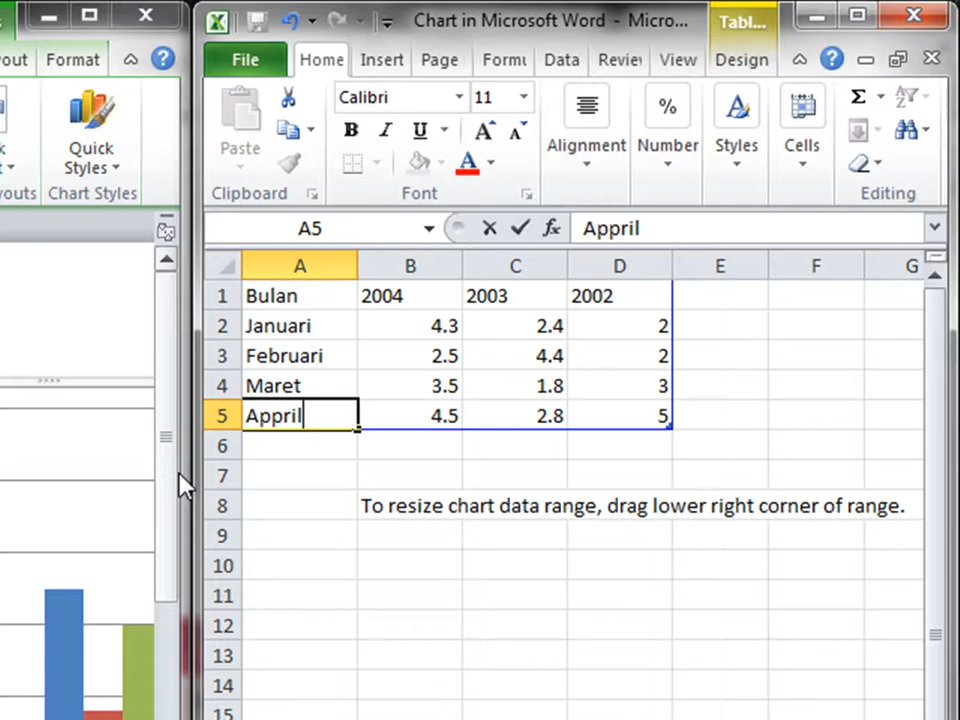 Chart in Microsoft Word - Micro...
Tabl...
out
Format
File
Home
Insert
Page
Formu
Data
Review
View
Design
Quick
Styles
outs
Chart Styles
Paste
Clipboard
Calibri
11
B I U A A
A
Font
Alignment
%
Number
A
Styles
Cells
Σ
Editing
A5
fx
Appril
A B C D E F G
1 Bulan 2004 2003 2002
2 Januari 4.3 2.4 2
3 Februari 2.5 4.4 2
4 Maret 3.5 1.8 3
5 Appril 4.5 2.8 5
6
7
8 To resize chart data range, drag lower right corner of range.
9
10
11
12
13
14
15